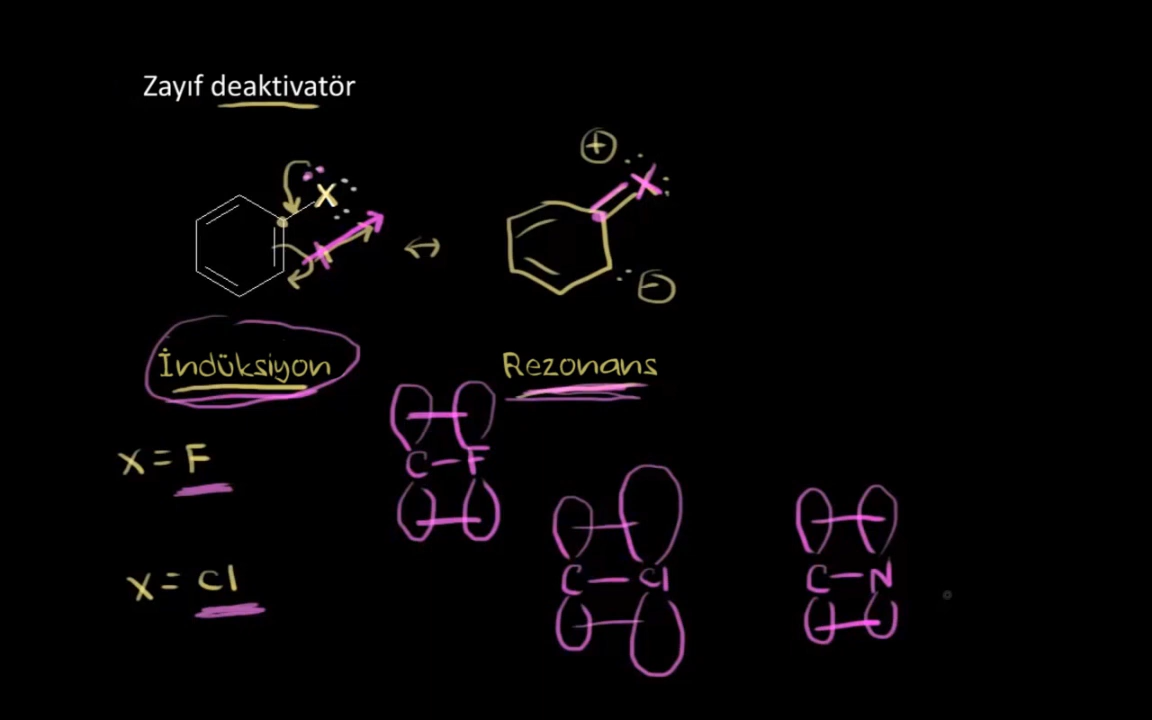 Zayıf deaktivatör
X
X
İndüksiyon
Rezonans
X = F
C - F
X = Cl
C - Cl
C - N